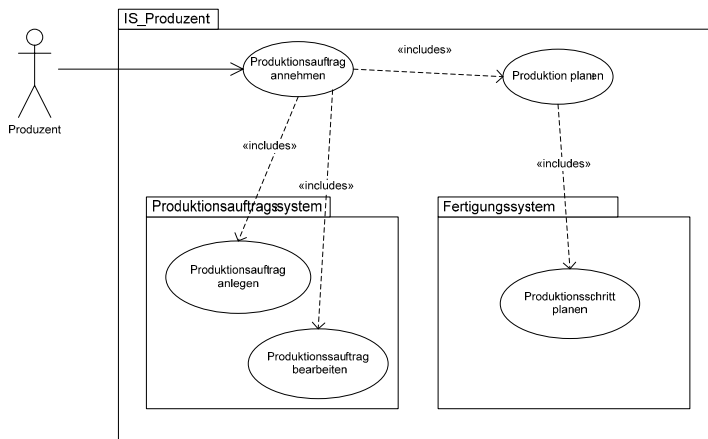 IS_Produzent
Produzent
Produktionsauftrag
annehmen
«includes»
Produktion planen
«includes»
«includes»
«includes»
Produktionsauftragssystem
Fertigungssystem
Produktionsauftrag
anlegen
Produktionsschritt
planen
Produktionssauftrag
bearbeiten